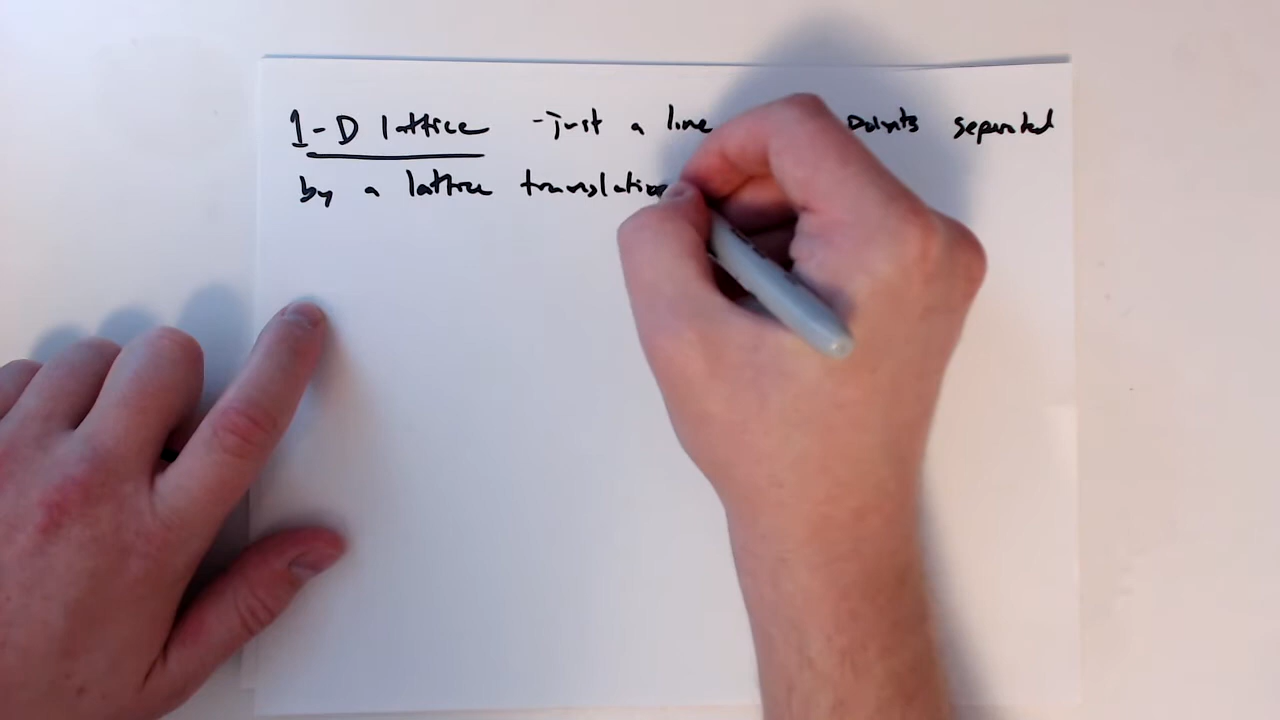 1-D lattice - just a line points separated
by a lattice translation